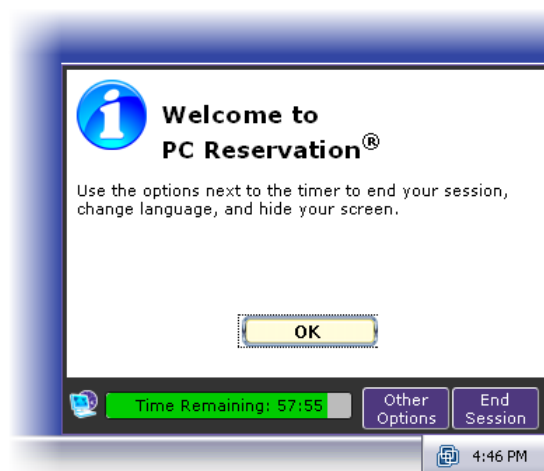 Welcome to
PC Reservation®
Use the options next to the timer to end your session,
change language, and hide your screen.
OK
Time Remaining: 57:55
Other
Options
End
Session
4:46 PM